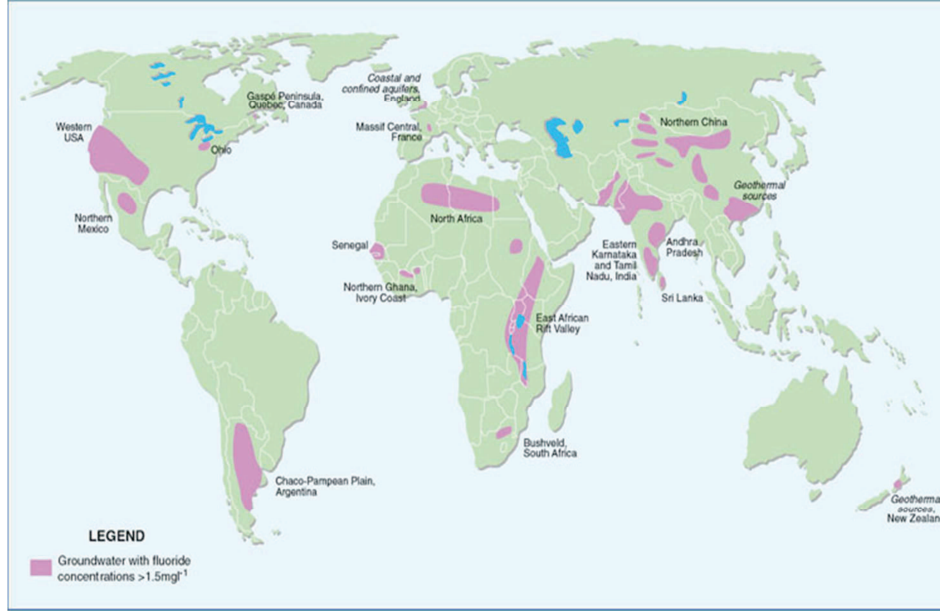 Coastal and
confined aquifers,
England
Gaspé Peninsula,
Quebec, Canada
Western
USA
Ohio
Massif Central,
France
Northern China
Geothermal
sources
Northern
Mexico
North Africa
Senegal
Eastern
Karnataka
and Tamil
Nadu, India
Andhra
Pradesh
Northern Ghana,
Ivory Coast
Sri Lanka
East African
Rift Valley
Bushveld,
South Africa
Chaco-Pampean Plain,
Argentina
Geotherma
sources,
New Zealan
LEGEND
Groundwater with fluoride
concentrations >1.5mgl⁻¹